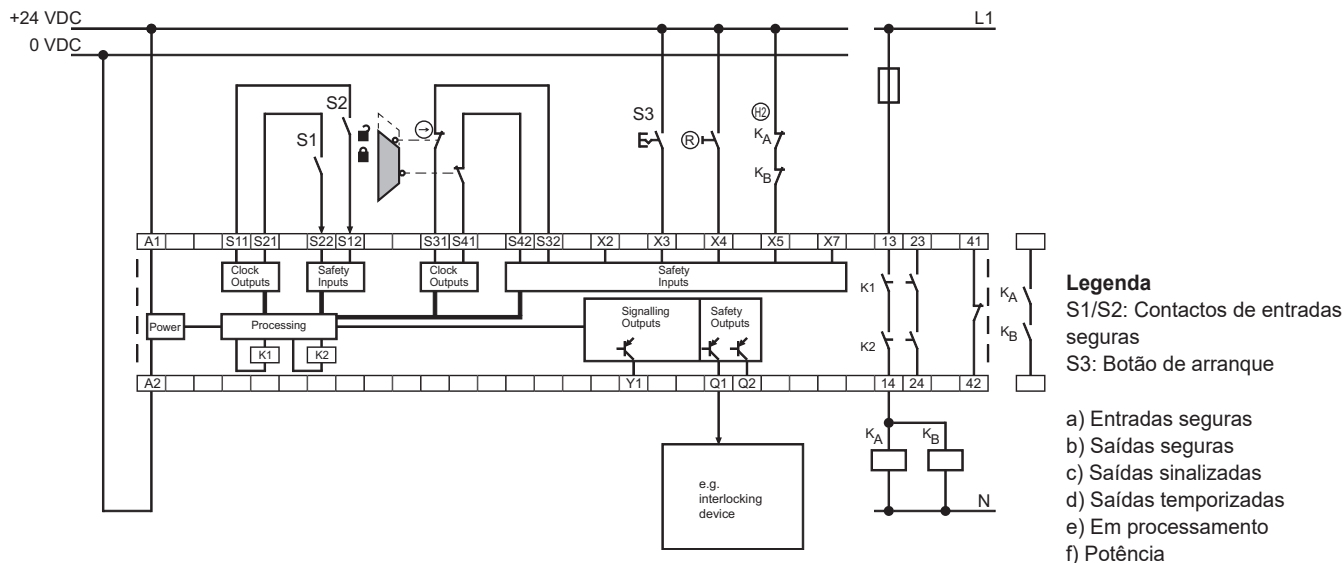 +24 VDC
L1
0 VDC
S2
S1
S3
R
H2
KA
KB
A1 S11 S21 S22 S12 S31 S41 S42 S32 X2 X3 X4 X5 X7 13 23 41
Clock Outputs
Safety Inputs
Clock Outputs
Safety Inputs
K1
K2
Power
Processing
K1
K2
Signalling Outputs
Safety Outputs
KA
KB
A2 Y1 Q1 Q2 14 24 42
KA
KB
e.g.
interlocking
device
N
Legenda
S1/S2: Contactos de entradas
seguras
S3: Botão de arranque
a) Entradas seguras
b) Saídas seguras
c) Saídas sinalizadas
d) Saídas temporizadas
e) Em processamento
f) Potência